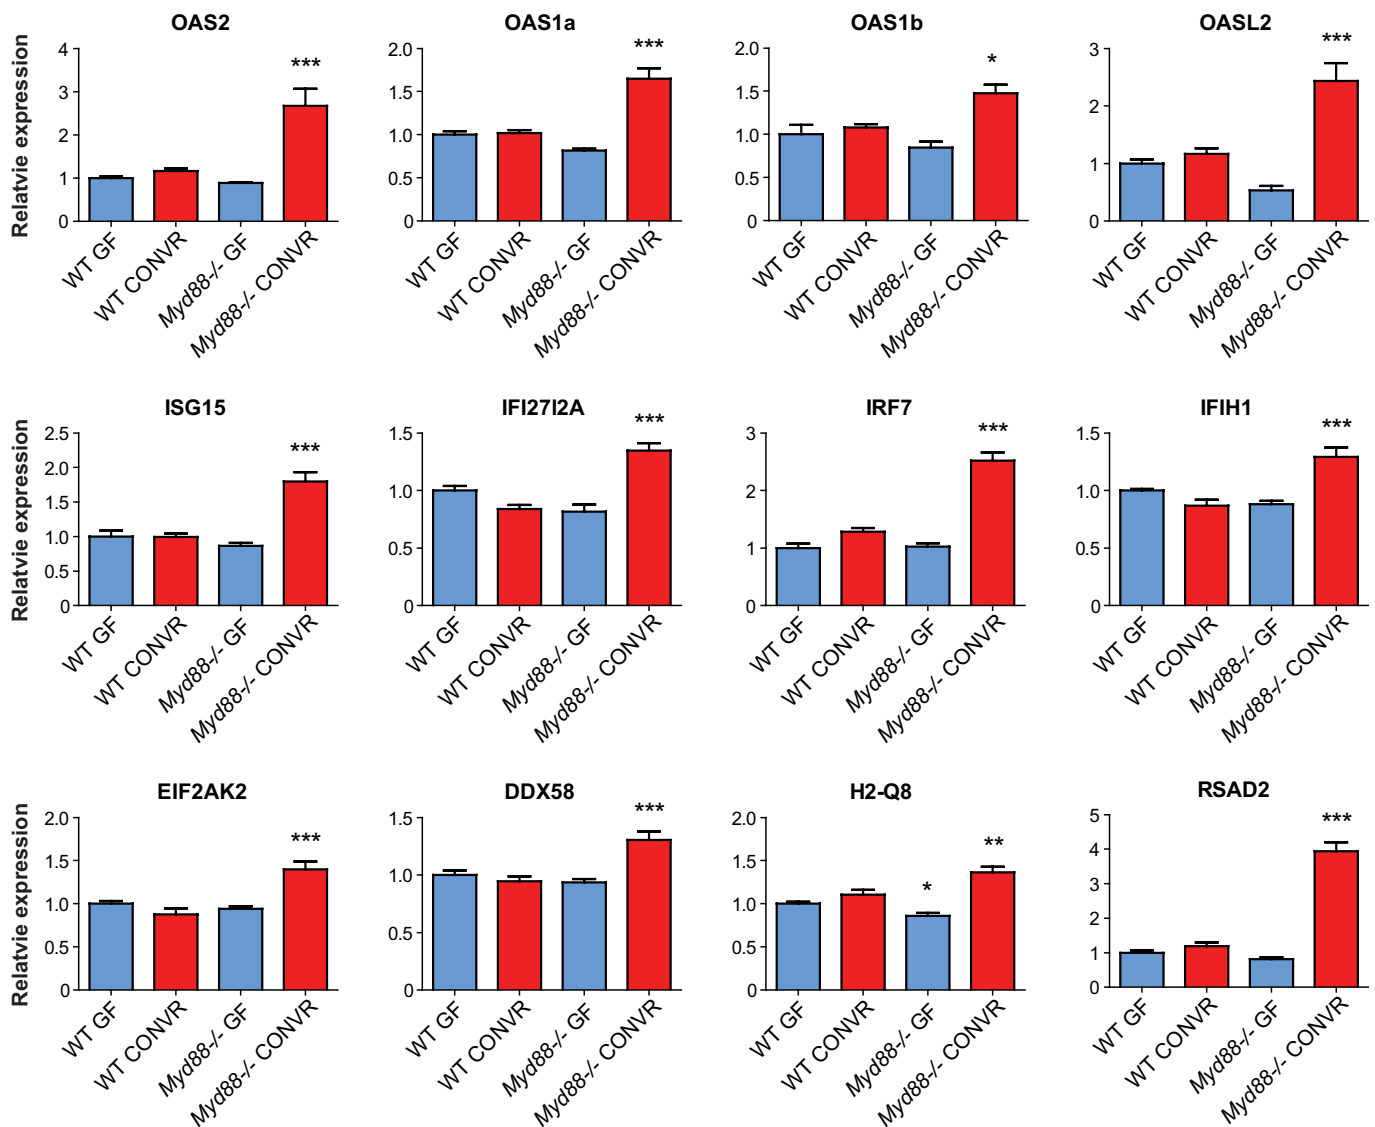 OAS2
OAS1a
OAS1b
OASL2
Relatvie expression
4
3
2
1
0
***
WT GF
WT CONVR
Myd88-/- GF
Myd88-/- CONVR
2.0
1.5
1.0
0.5
0
***
WT GF
WT CONVR
Myd88-/- GF
Myd88-/- CONVR
2.0
1.5
1.0
0.5
0
*
WT GF
WT CONVR
Myd88-/- GF
Myd88-/- CONVR
3
2
1
0
***
WT GF
WT CONVR
Myd88-/- GF
Myd88-/- CONVR
ISG15
IFI27I2A
IRF7
IFIH1
Relatvie expression
2.5
2.0
1.5
1.0
0.5
0
***
WT GF
WT CONVR
Myd88-/- GF
Myd88-/- CONVR
1.5
1.0
0.5
0
***
WT GF
WT CONVR
Myd88-/- GF
Myd88-/- CONVR
3
2
1
0
***
WT GF
WT CONVR
Myd88-/- GF
Myd88-/- CONVR
1.5
1.0
0.5
0
***
WT GF
WT CONVR
Myd88-/- GF
Myd88-/- CONVR
EIF2AK2
DDX58
H2-Q8
RSAD2
Relatvie expression
2.0
1.5
1.0
0.5
0
***
WT GF
WT CONVR
Myd88-/- GF
Myd88-/- CONVR
1.5
1.0
0.5
0
***
WT GF
WT CONVR
Myd88-/- GF
Myd88-/- CONVR
2.0
1.5
1.0
0.5
0
*
**
WT GF
WT CONVR
Myd88-/- GF
Myd88-/- CONVR
5
4
3
2
1
0
***
WT GF
WT CONVR
Myd88-/- GF
Myd88-/- CONVR